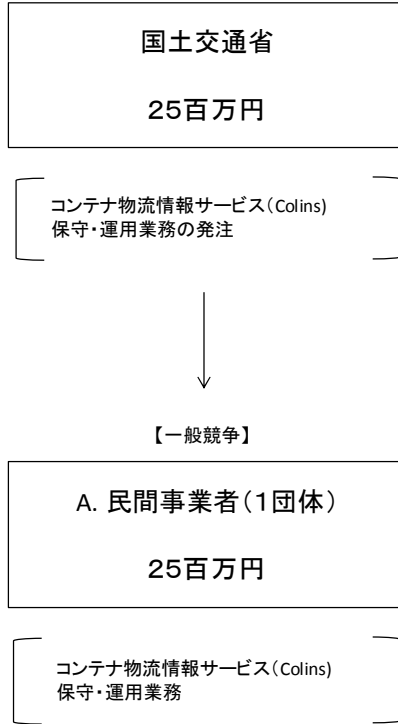 国土交通省
25百万円
コンテナ物流情報サービス(Colins)
保守・運用業務の発注
【一般競争】
A. 民間事業者(1団体)
25百万円
コンテナ物流情報サービス(Colins)
保守・運用業務